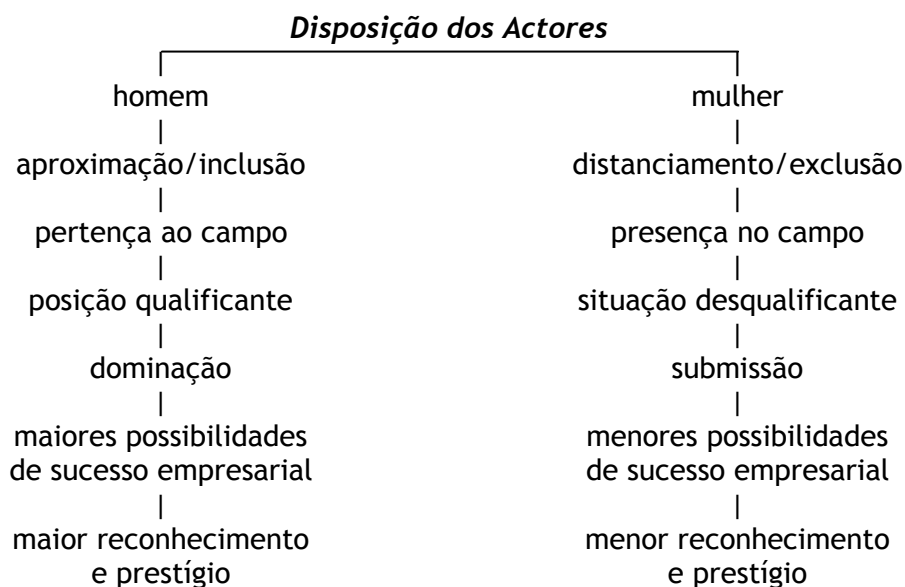 Disposição dos Actores
homem
mulher
aproximação/inclusão
distanciamento/exclusão
pertença ao campo
presença no campo
posição qualificante
situação desqualificante
dominação
submissão
maiores possibilidades
de sucesso empresarial
menores possibilidades
de sucesso empresarial
maior reconhecimento
e prestígio
menor reconhecimento
e prestígio